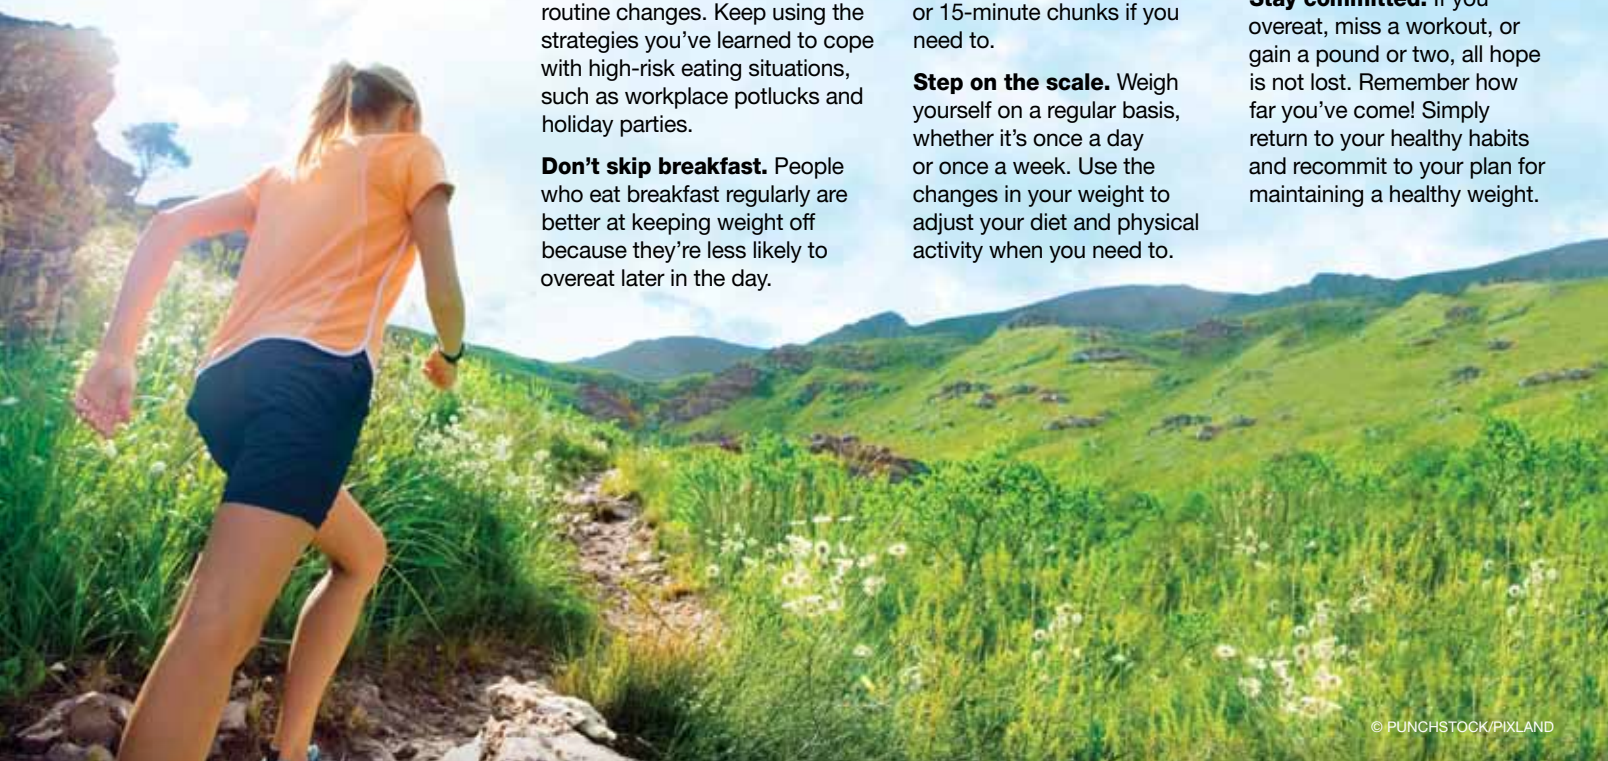 routine changes. Keep using the
strategies you’ve learned to cope
with high-risk eating situations,
such as workplace potlucks and
holiday parties.
Don’t skip breakfast. People
who eat breakfast regularly are
better at keeping weight off
because they’re less likely to
overeat later in the day.
or 15-minute chunks if you
need to.
Step on the scale. Weigh
yourself on a regular basis,
whether it’s once a day
or once a week. Use the
changes in your weight to
adjust your diet and physical
activity when you need to.
Stay committed. If you
overeat, miss a workout, or
gain a pound or two, all hope
is not lost. Remember how
far you’ve come! Simply
return to your healthy habits
and recommit to your plan for
maintaining a healthy weight.
© PUNCHSTOCK/PIXLAND